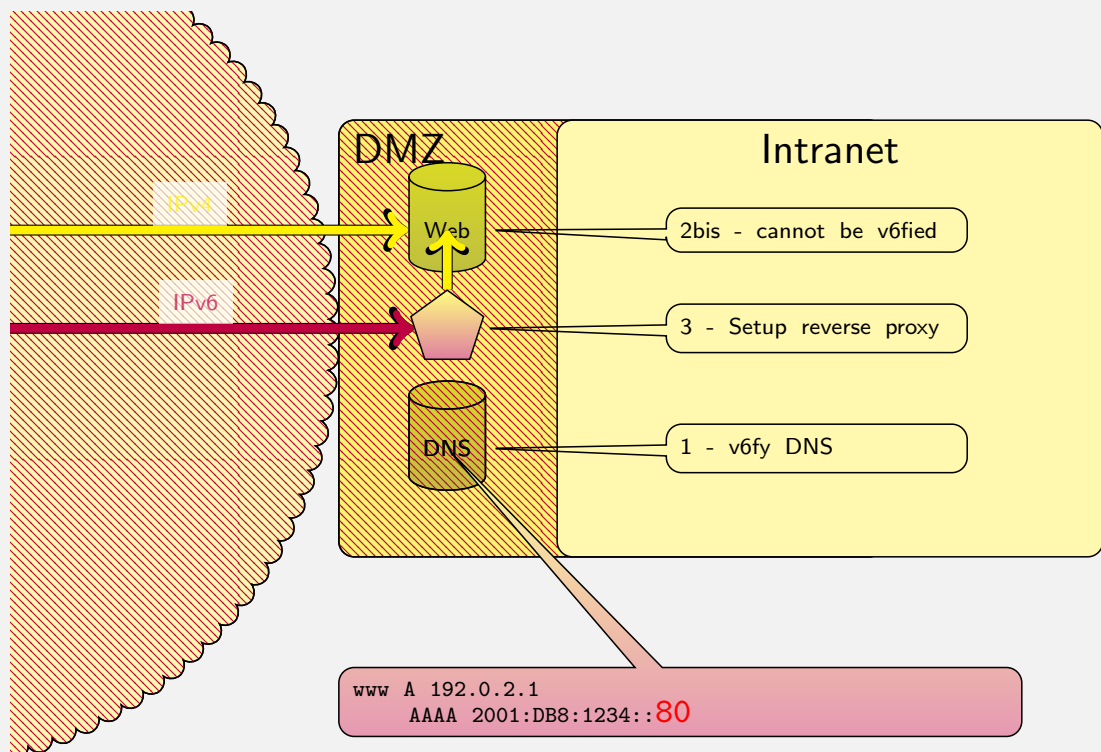 DMZ
Intranet
IPv4
Web
2bis - cannot be v6fied
IPv6
3 - Setup reverse proxy
DNS
1 - v6fy DNS
www A 192.0.2.1
AAAA 2001:DB8:1234::80